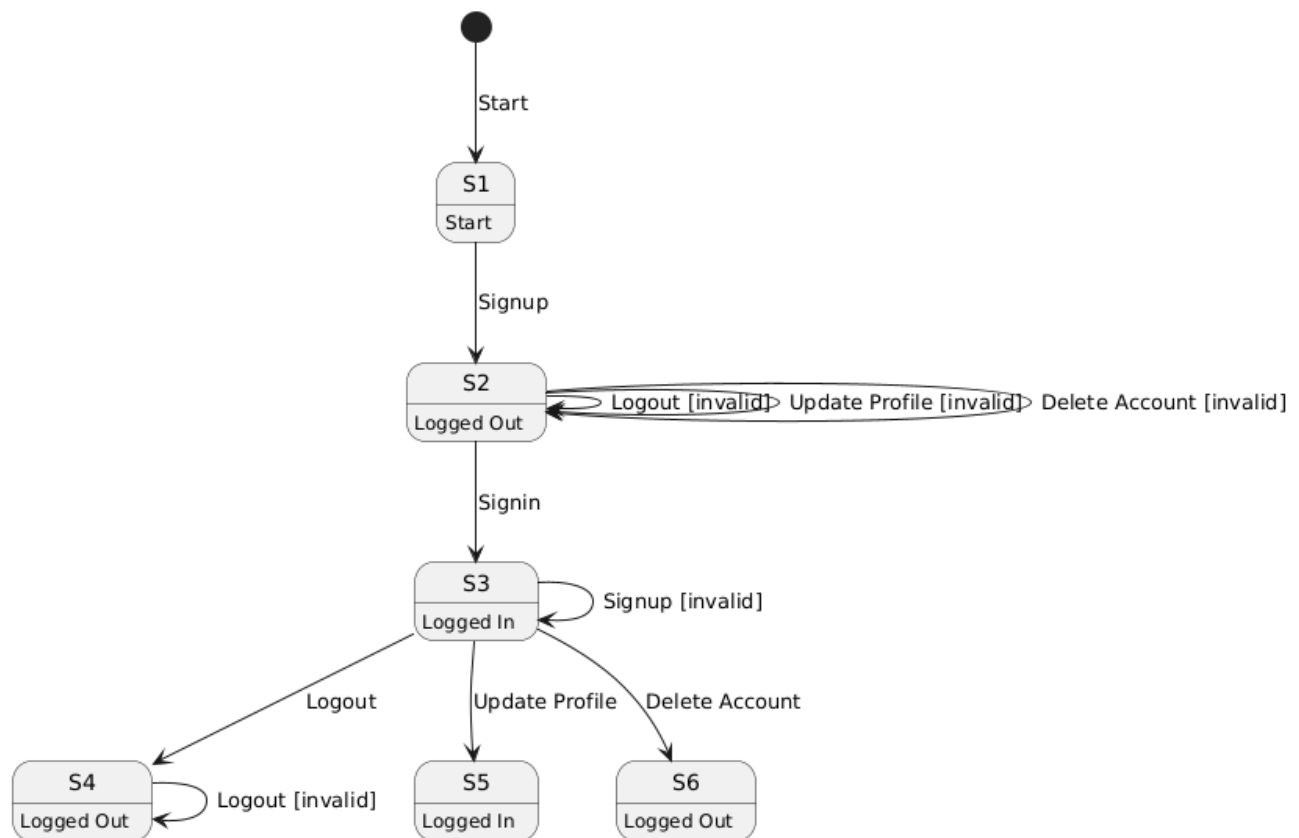 Start
S1
Start
Signup
S2
Logged Out
Logout [invalid]
Update Profile [invalid]
Delete Account [invalid]
Signin
S3
Logged In
Signup [invalid]
Logout
Update Profile
Delete Account
S4
Logged Out
Logout [invalid]
S5
Logged In
S6
Logged Out